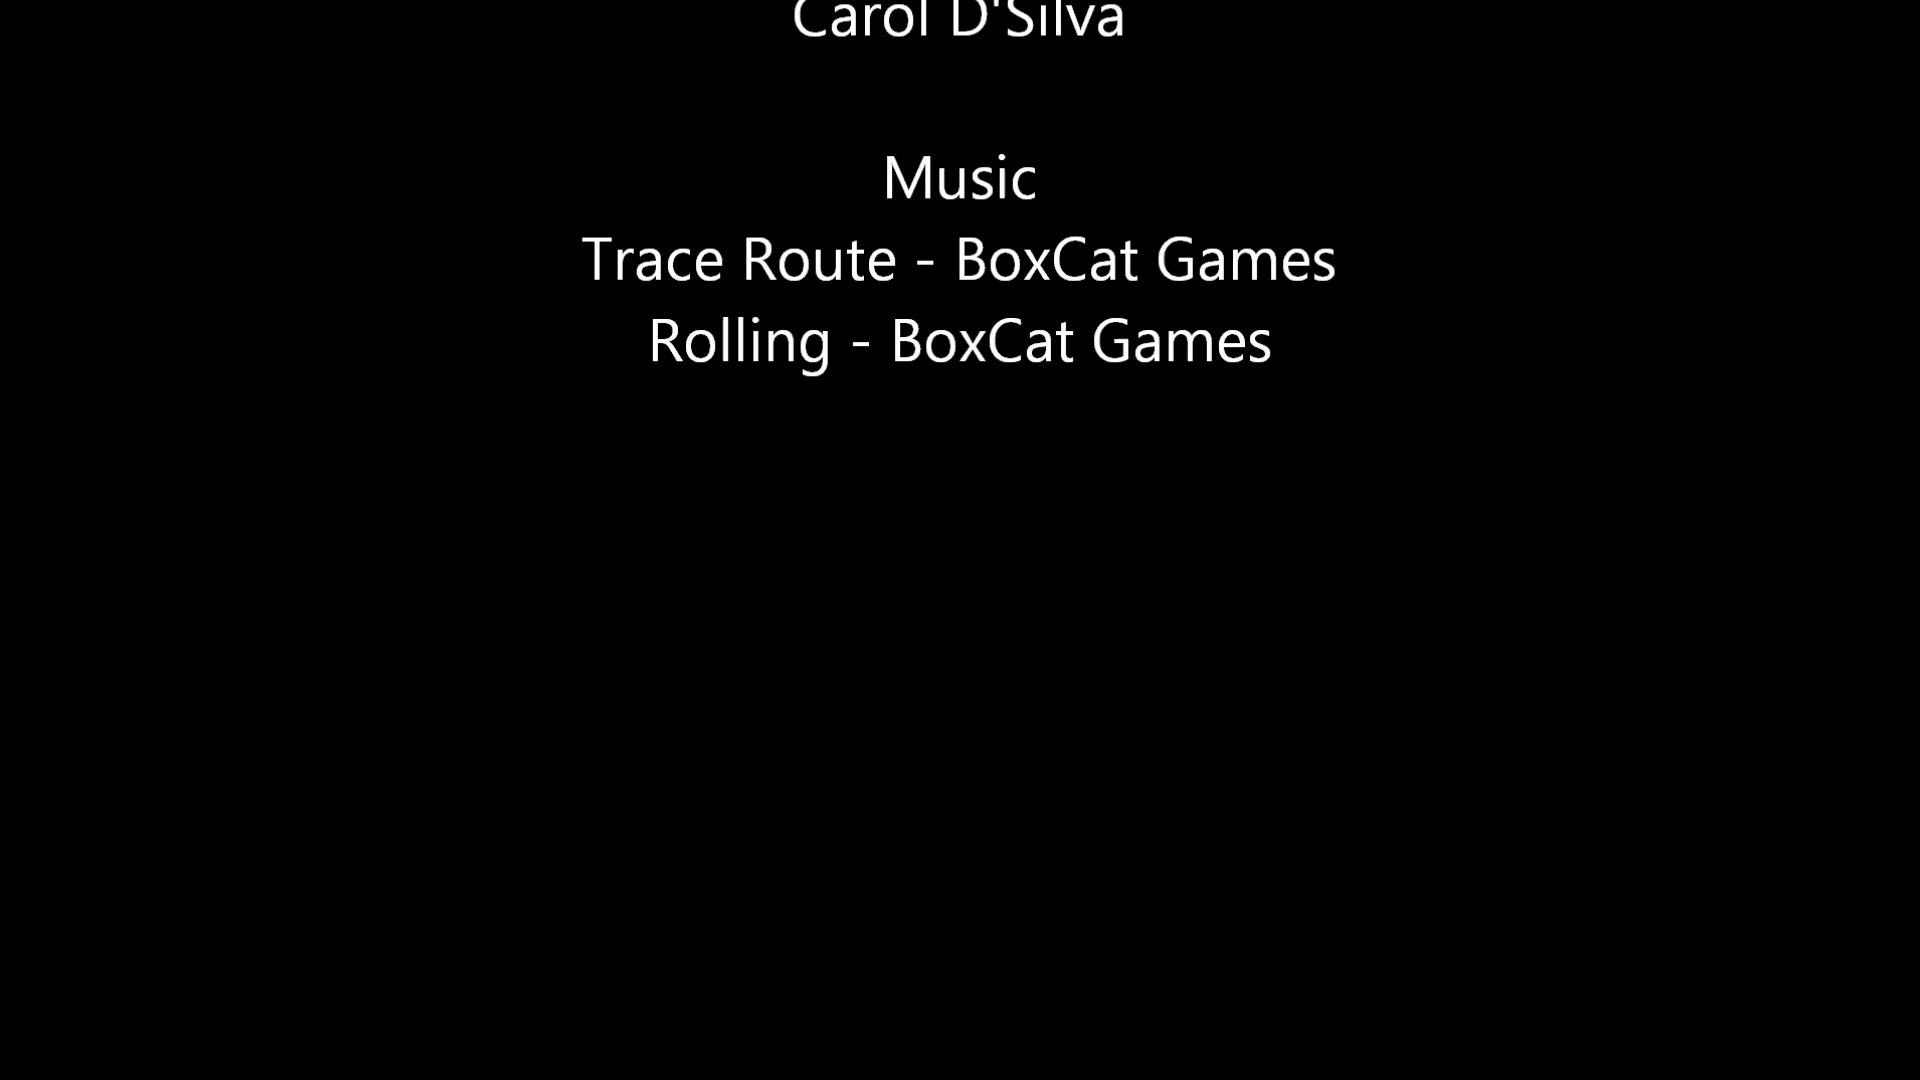 Carol D'Silva
Music
Trace Route - BoxCat Games
Rolling - BoxCat Games